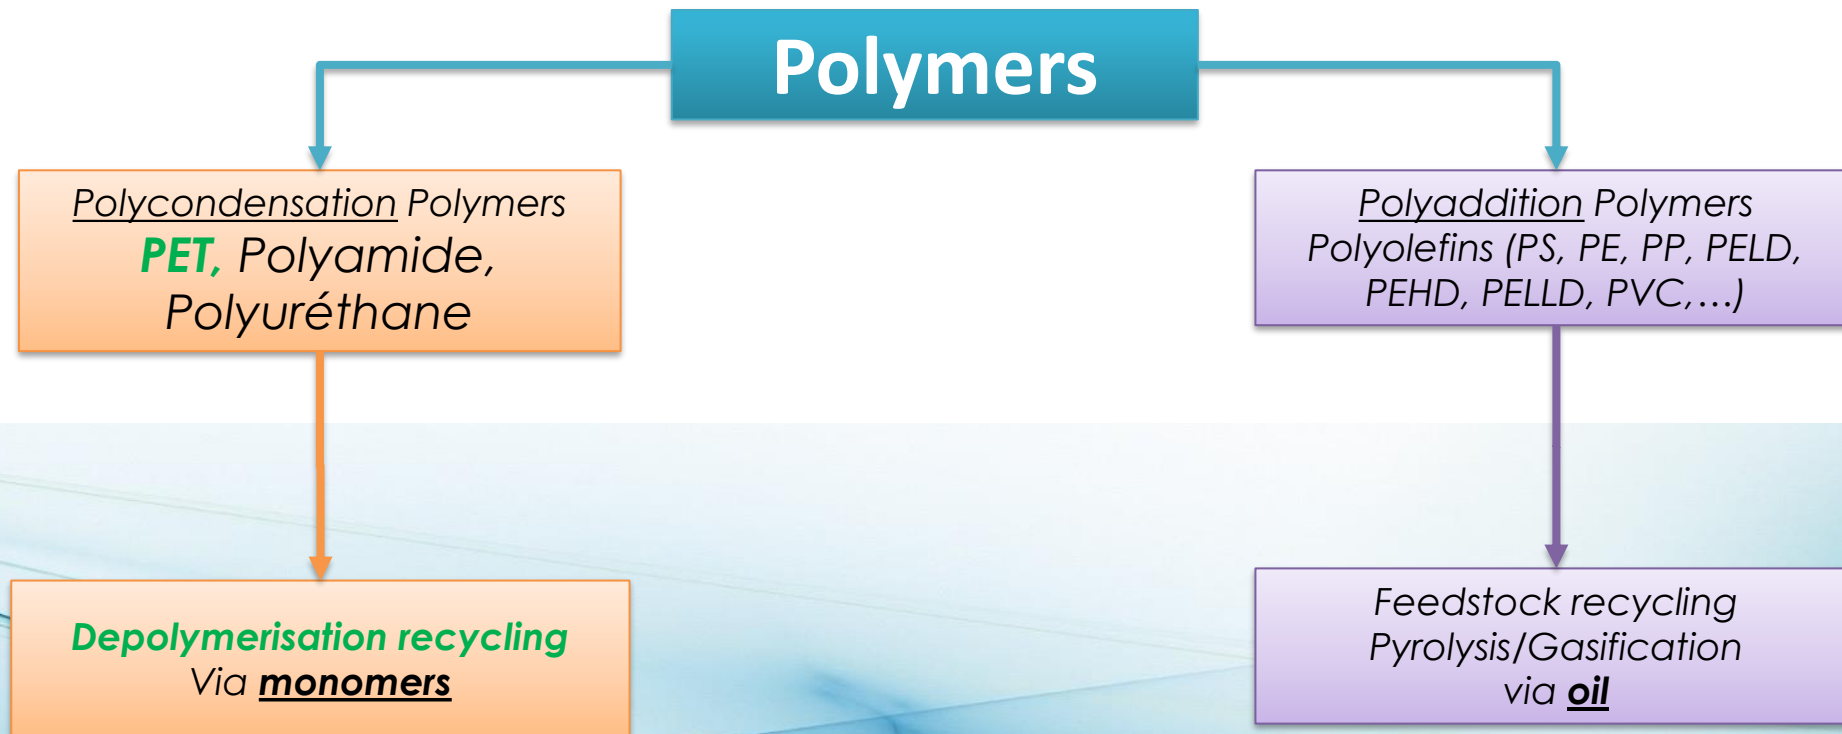 Polymers
Polycondensation Polymers
PET, Polyamide,
Polyuréthane
Polyaddition Polymers
Polyolefins (PS, PE, PP, PELD,
PEHD, PELLD, PVC,…)
Depolymerisation recycling
Via monomers
Feedstock recycling
Pyrolysis/Gasification
via oil